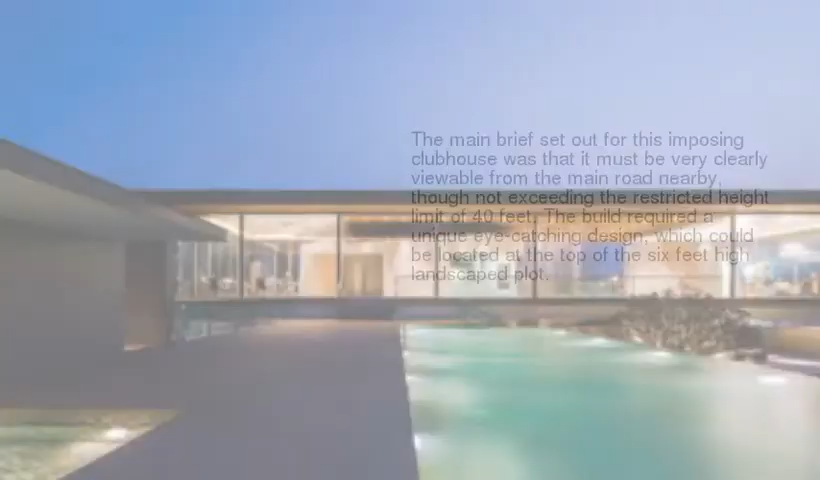 The main brief set out for this imposing
clubhouse was that it must be very clearly
viewable from the main road nearby,
though not exceeding the restricted height
limit of 40 feet. The build required a
unique eye-catching design, which could
be located at the top of the six feet high
landscaped plot.